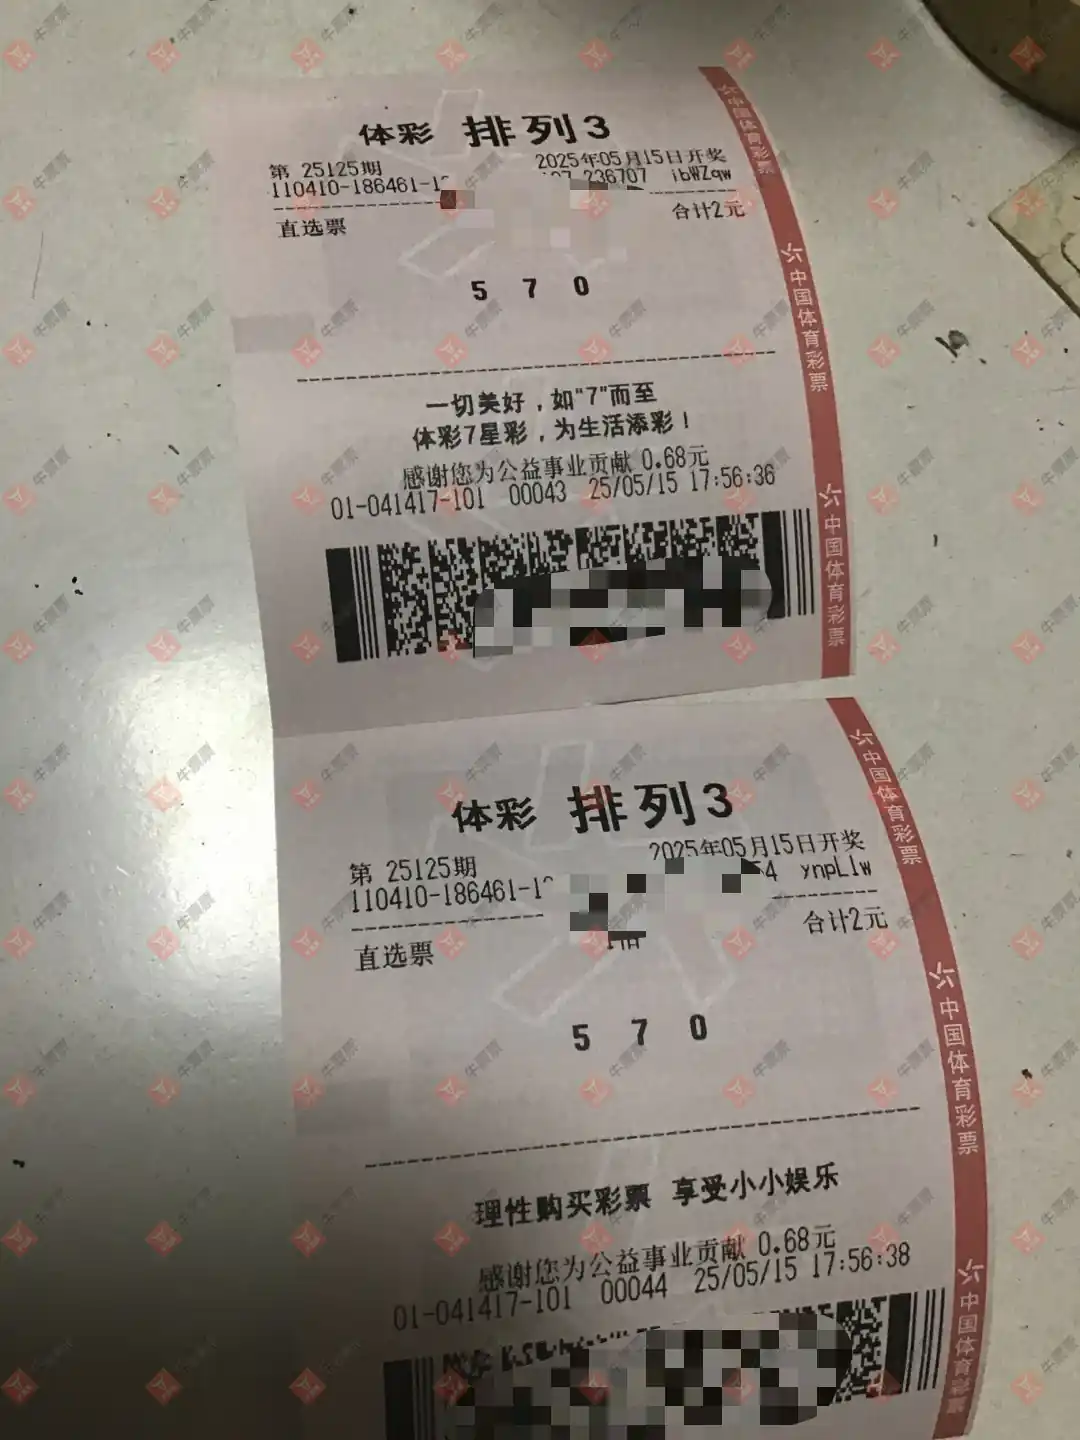 体彩 排列3
第 25125期 2025年05月15日开奖
110410-186461-1 236707 jbWZqw
直选票 合计2元
5 7 0
一切美好，如“7”而至
体彩7星彩，为生活添彩！
感谢您为公益事业贡献 0.68元
01-041417-101 00043 25/05/15 17:56:36
中国体育彩票
中国体育彩票
中国体育彩票
体彩 排列3
第 25125期 2025年05月15日开奖
110410-186461-1 54 ynpL1w
直选票 合计2元
5 7 0
理性购买彩票 享受小小娱乐
感谢您为公益事业贡献 0.68元
01-041417-101 00044 25/05/15 17:56:38
中国体育彩票
中国体育彩票
中国体育彩票
牛票票